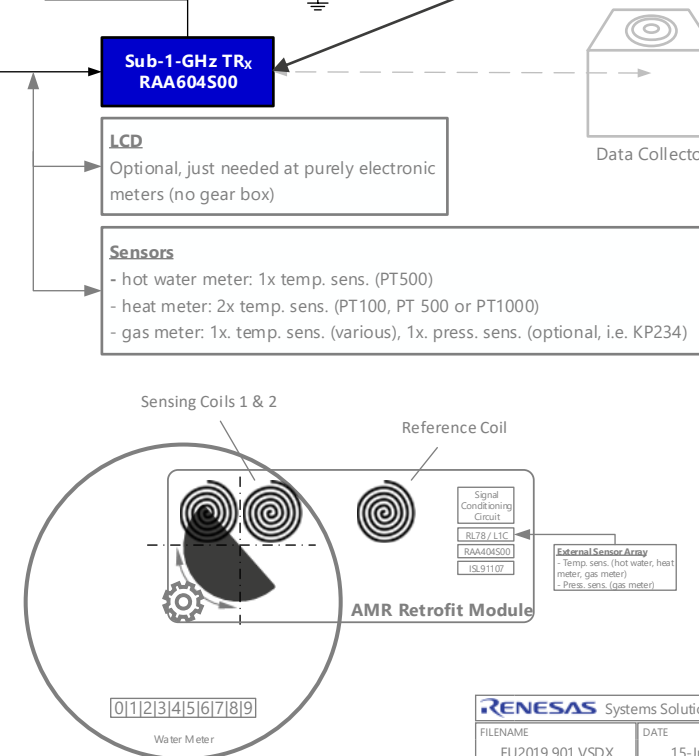 Sub-1-GHz TRX
RAA604S00
Data Collecto
LCD
Optional, just needed at purely electronic
meters (no gear box)
Sensors
- hot water meter: 1x temp. sens. (PT500)
- heat meter: 2x temp. sens. (PT100, PT 500 or PT1000)
- gas meter: 1x. temp. sens. (various), 1x. press. sens. (optional, i.e. KP234)
Sensing Coils 1 & 2
Reference Coil
Signal
Conditioning
Circuit
RL78 / L1C
RAA404S00
ISL91107
External Sensor Array
- Temp. sens. (hot water, heat
meter, gas meter)
- Press. sens. (gas meter)
AMR Retrofit Module
0|1|2|3|4|5|6|7|8|9
Water Meter
RENESAS Systems Solutio
FILENAME
DATE
EU2019 901.VSDX